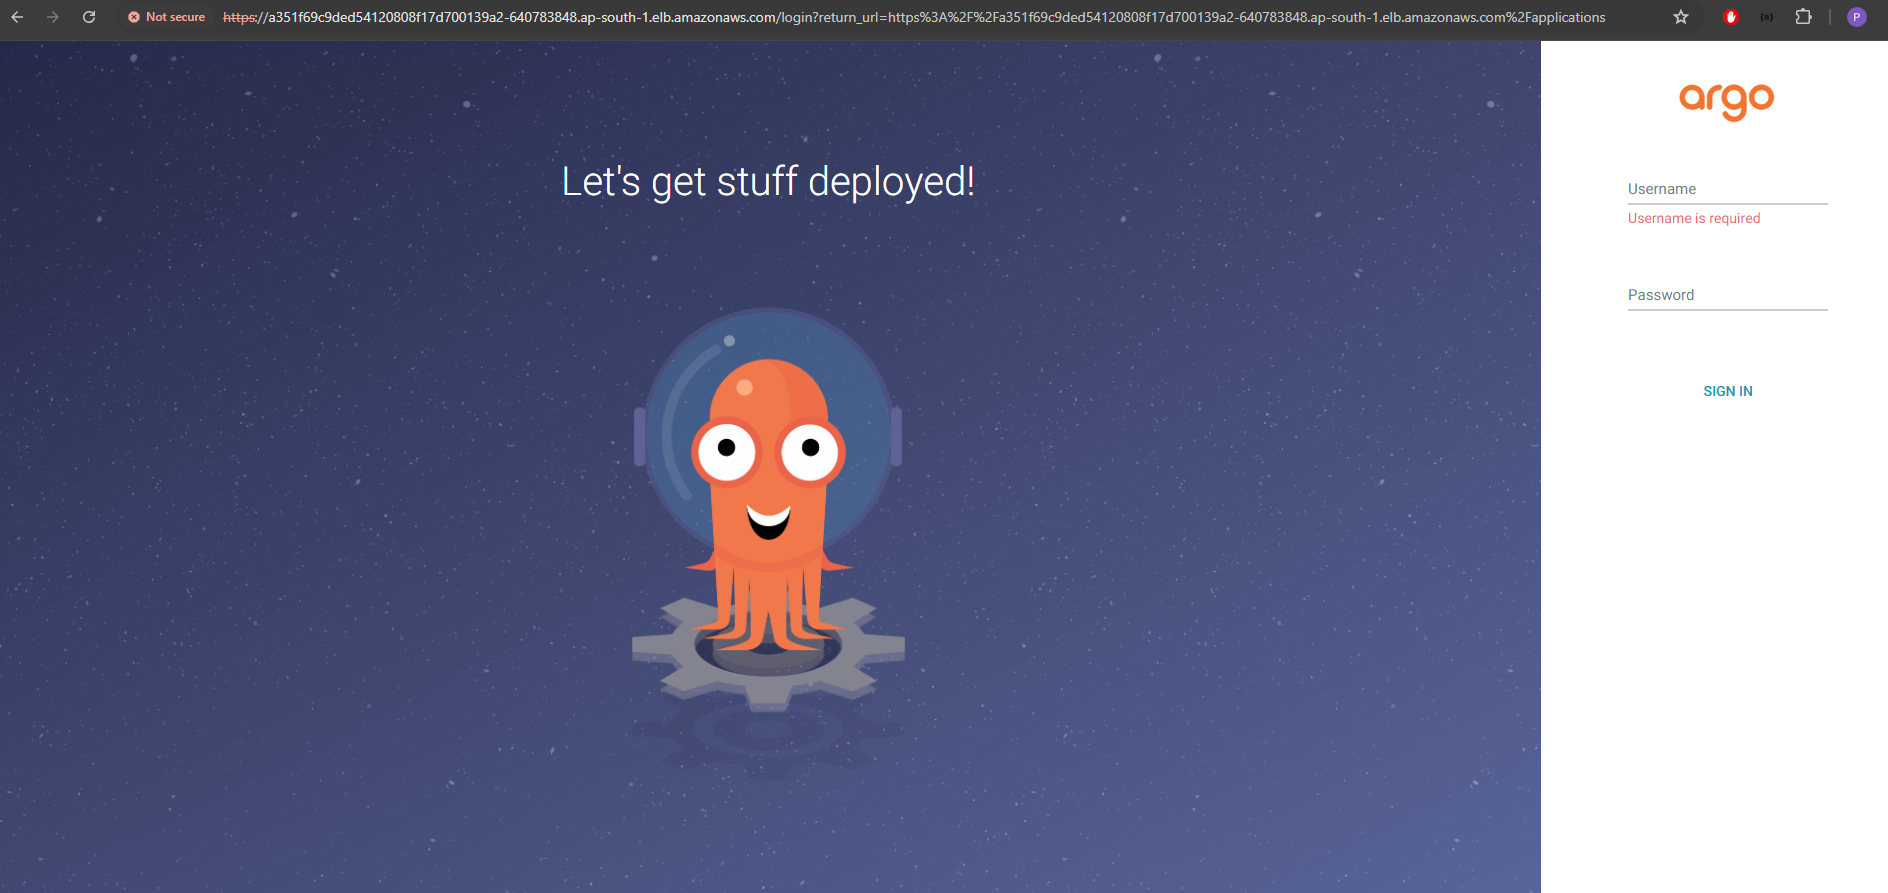 Not secure https://a351f69c9ded54120808f17d700139a2-640783848.ap-south-1.elb.amazonaws.com/login?return_url=https%3A%2F%2Fa351f69c9ded54120808f17d700139a2-640783848.ap-south-1.elb.amazonaws.com%2Fapplications P
Let's get stuff deployed!
argo
Username
Username is required
Password
SIGN IN